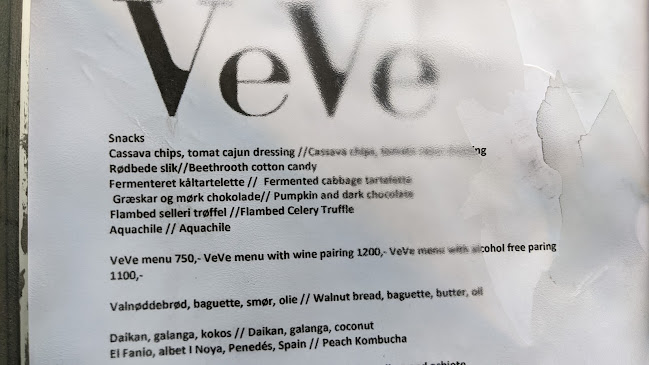 VeVe
Snacks
Cassava chips, tomat cajun dressing //Cassava chips, tomato cajun dressing
Rødbede slik//Beethrooth cotton candy
Fermenteret kåltartelette // Fermented cabbage tartelette
Græskar og mørk chokolade// Pumpkin and dark chocolate
Flambed selleri trøffel //Flambed Celery Truffle
Aquachile // Aquachile
VeVe menu 750,- VeVe menu with wine pairing 1200,- VeVe menu with alcohol free paring
1100,-
Valnøddebrød, baguette, smør, olie // Walnut bread, baguette, butter, oil
Daikan, galanga, kokos // Daikan, galanga, coconut
El Fanio, albet I Noya, Penedés, Spain // Peach Kombucha